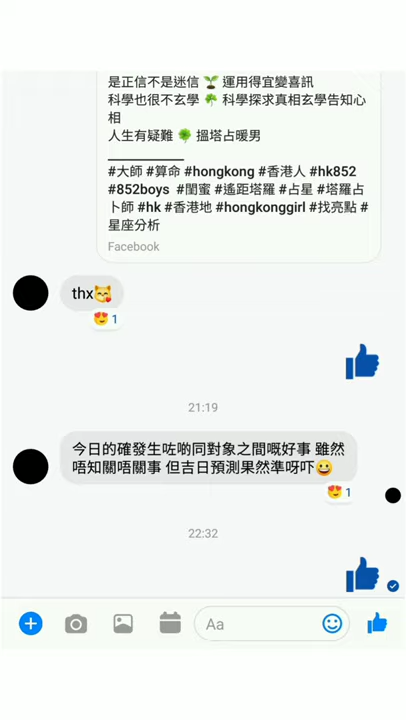 是正信不是迷信 🌱 運用得宜變喜訊
科學也很不玄學 🍀 科學探求真相玄學告知心
相
人生有疑難 🍀 搵塔占暖男
___________
#大師 #算命 #hongkong #香港人 #hk852
#852boys #閨蜜 #遙距塔羅 #占星 #塔羅占
卜師 #hk #香港地 #hongkonggirl #找亮點 #
星座分析
Facebook
thx😽
😍 1
21:19
今日的確發生咗啲同對象之間嘅好事 雖然
唔知關唔關事 但吉日預測果然準呀吓😀
😍 1
22:32
Aa